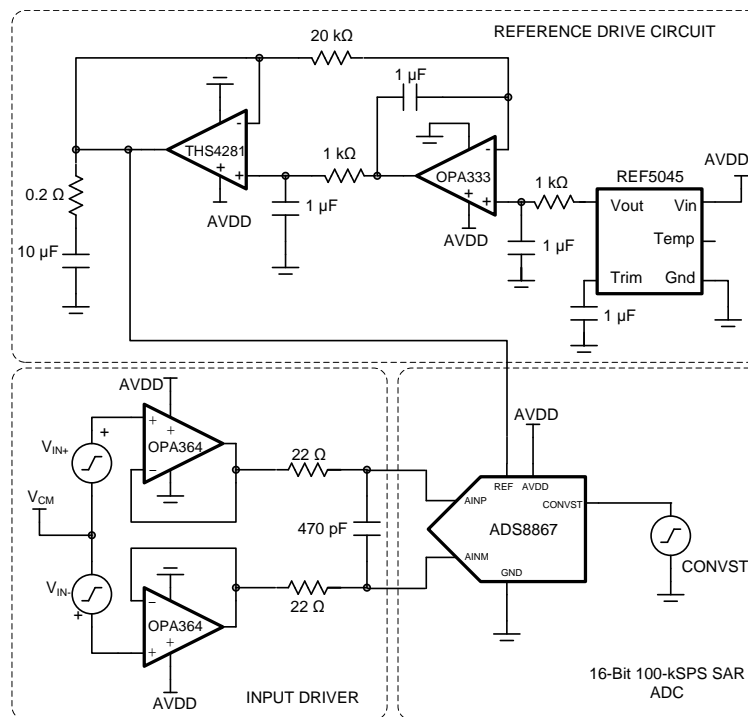 REFERENCE DRIVE CIRCUIT
20 kΩ
1 µF
-
THS4281
+
+
AVDD
1 kΩ
-
OPA333
+
+
AVDD
1 kΩ
REF5045
AVDD
Vout
Vin
Temp
Trim
Gnd
0.2 Ω
10 µF
1 µF
1 µF
1 µF
AVDD
+
VIN+
VCM
VIN-
+
+
+
OPA364
-
22 Ω
470 pF
22 Ω
-
OPA364
+
+
AVDD
INPUT DRIVER
AVDD
REF
AVDD
CONVST
AINP
ADS8867
AINM
GND
CONVST
16-Bit 100-kSPS SAR
ADC